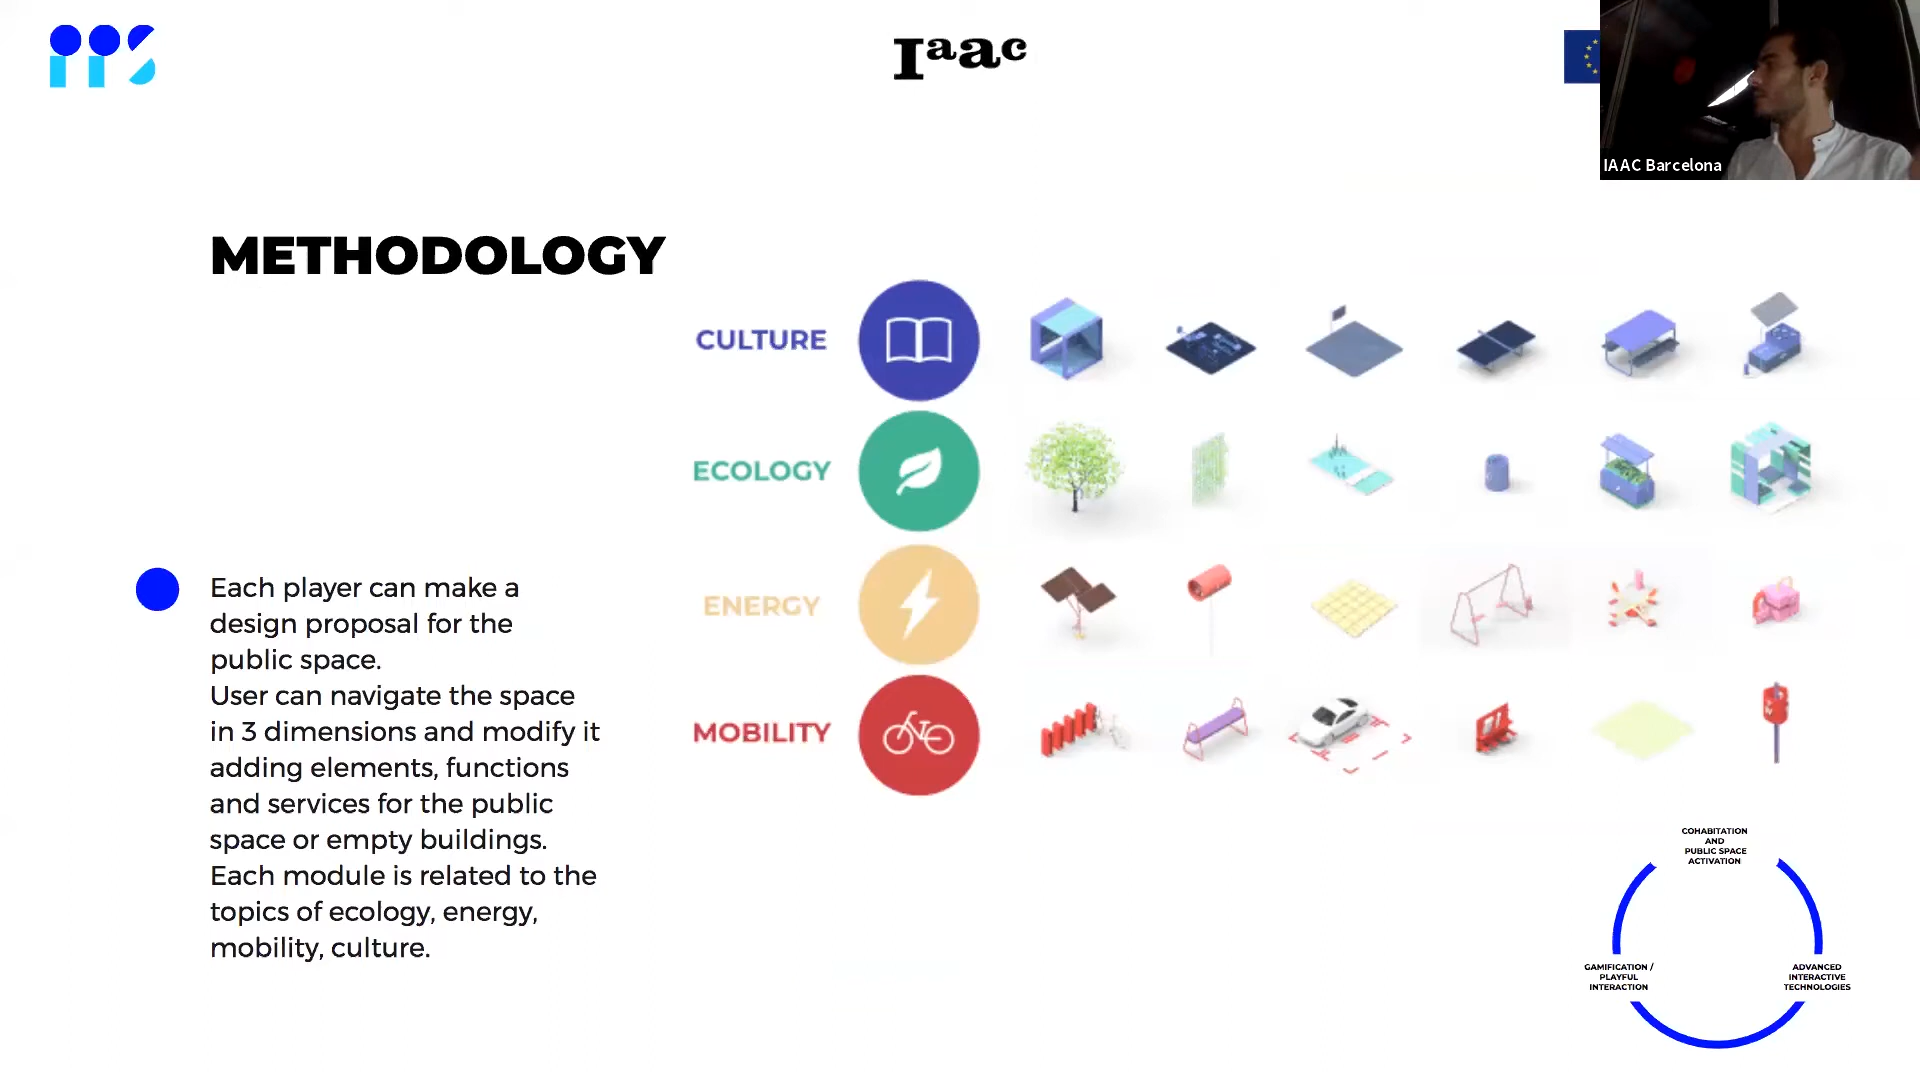 IPS
Iaac
IAAC Barcelona
METHODOLOGY
CULTURE
ECOLOGY
ENERGY
MOBILITY
Each player can make a
design proposal for the
public space.
User can navigate the space
in 3 dimensions and modify it
adding elements, functions
and services for the public
space or empty buildings.
Each module is related to the
topics of ecology, energy,
mobility, culture.
COHABITATION
AND
PUBLIC SPACE
ACTIVATION
GAMIFICATION /
PLAYFUL
INTERACTION
ADVANCED
INTERACTIVE
TECHNOLOGIES